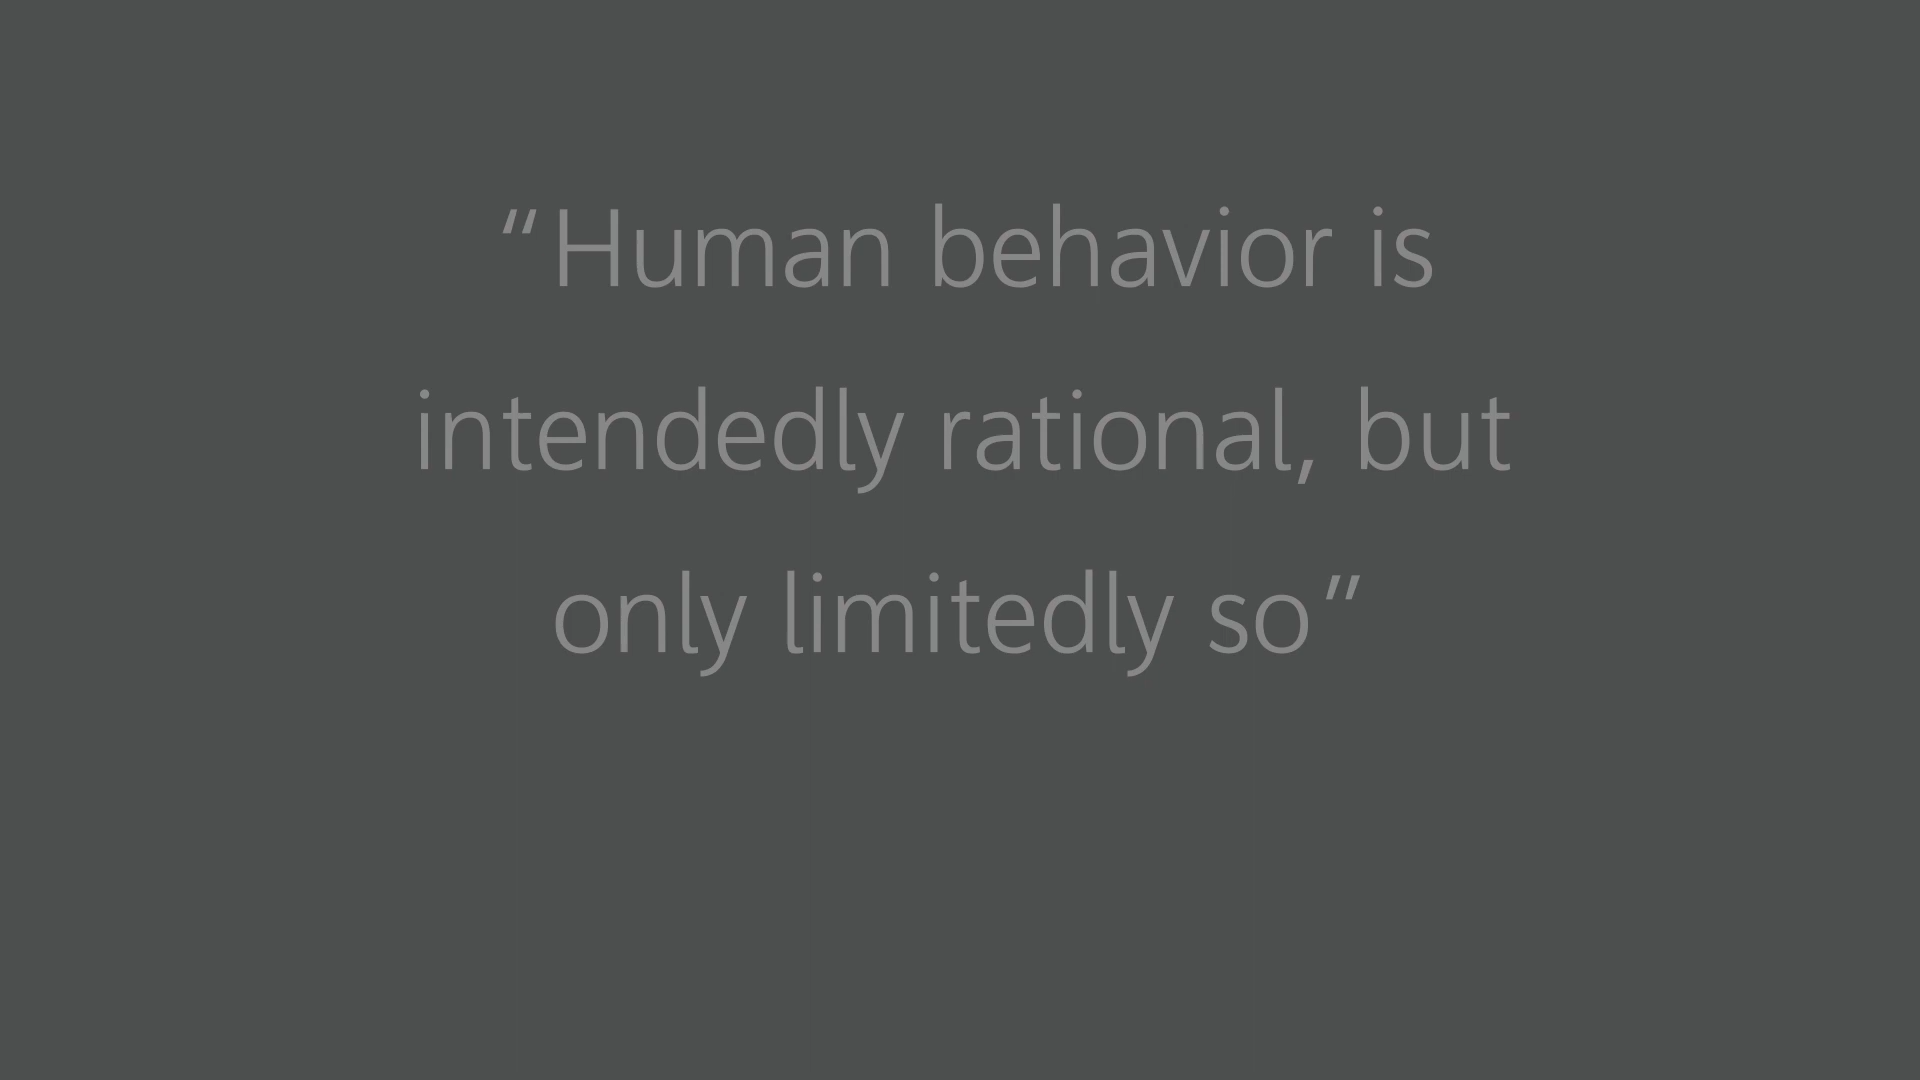 “Human behavior is
intendedly rational, but
only limitedly so”